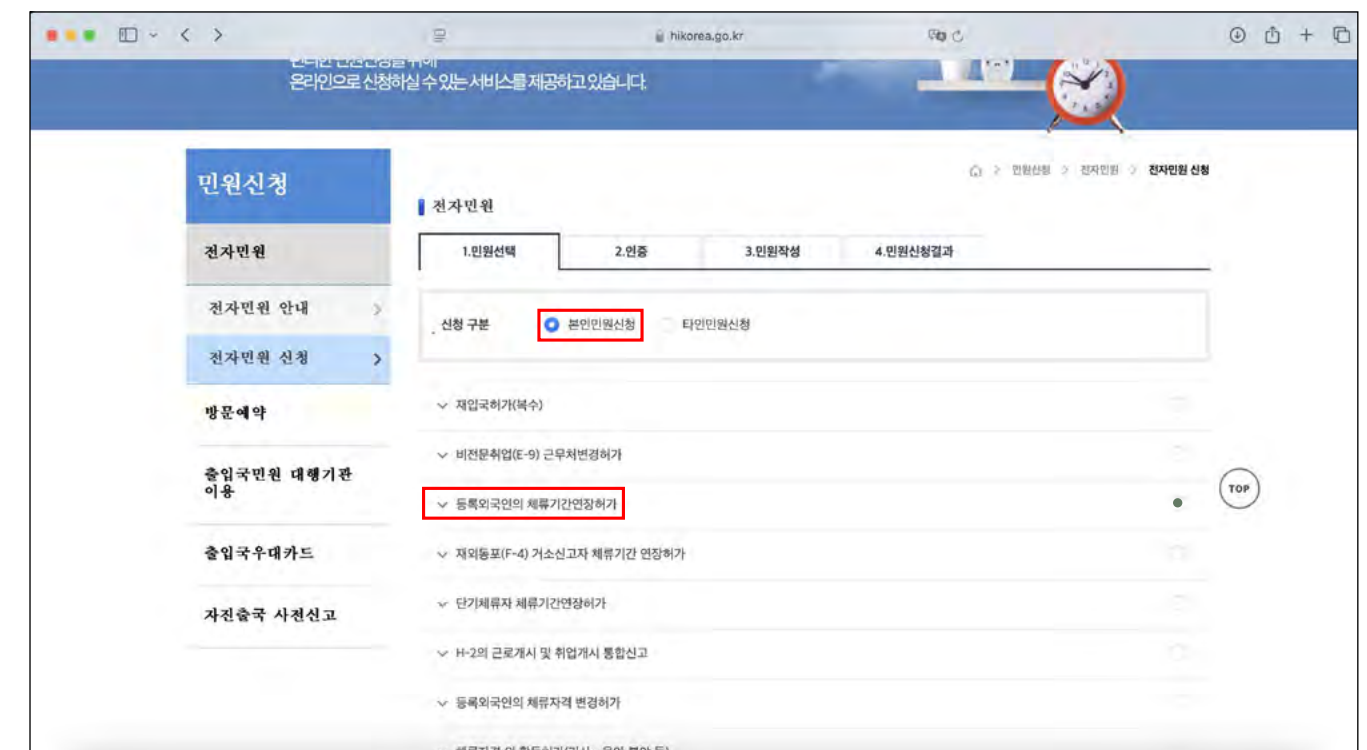 hikorea.go.kr
온라인으로 신청하실 수 있는 서비스를 제공하고 있습니다.
민원신청
전자민원
전자민원 안내
전자민원 신청
방문예약
출입국민원 대행기관
이용
출입국우대카드
자진출국 사전신고
민원신청 > 전자민원 > 전자민원 신청
전자민원
1.민원선택 2.인증 3.민원작성 4.민원신청결과
신청 구분 본인민원신청 타인민원신청
재입국허가(복수)
비전문취업(E-9) 근무처변경허가
등록외국인의 체류기간연장허가
재외동포(F-4) 거소신고자 체류기간 연장허가
단기체류자 체류기간연장허가
H-2의 근로개시 및 취업개시 통합신고
등록외국인의 체류자격 변경허가
TOP